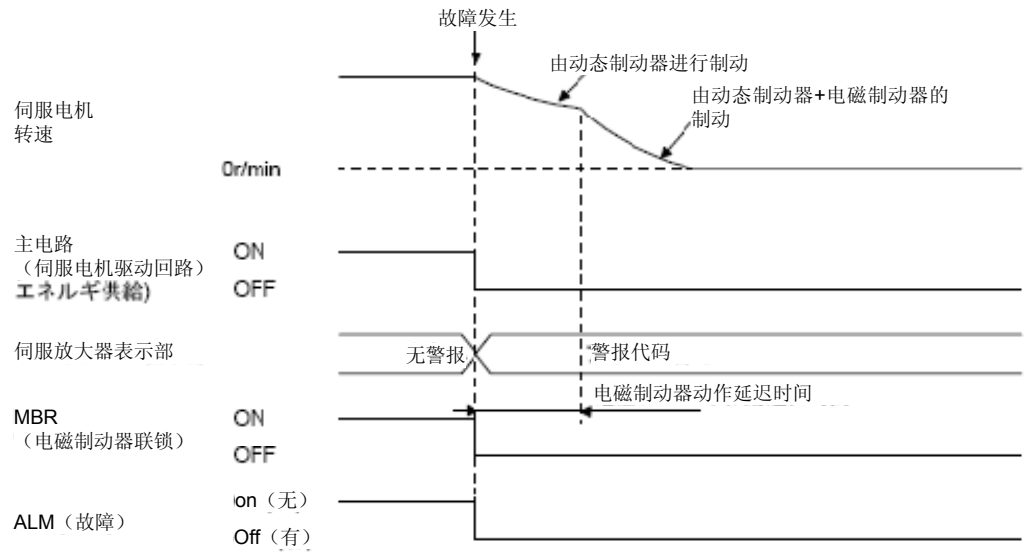 故障发生
由动态制动器进行制动
由动态制动器+电磁制动器的
制动
伺服电机
转速
0r/min
主电路
（伺服电机驱动回路）
エネルギ供給)
ON
OFF
伺服放大器表示部
无警报
警报代码
电磁制动器动作延迟时间
MBR
（电磁制动器联锁）
ON
OFF
ALM（故障）
on（无）
Off（有）